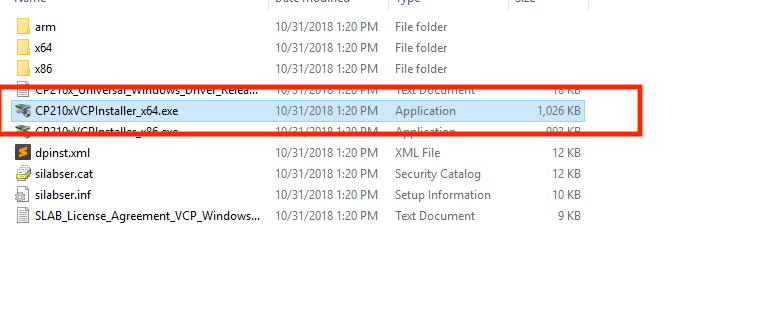 Name Date modified Type Size
arm 10/31/2018 1:20 PM File folder
x64 10/31/2018 1:20 PM File folder
x86 10/31/2018 1:20 PM File folder
CP210x_Universal_Windows_Driver_Relea... 10/31/2018 1:20 PM Text Document 18 KB
CP210xVCPInstaller_x64.exe 10/31/2018 1:20 PM Application 1,026 KB
CP210xVCPInstaller_x86.exe 10/31/2018 1:20 PM Application 903 KB
dpinst.xml 10/31/2018 1:20 PM XML File 12 KB
silabser.cat 10/31/2018 1:20 PM Security Catalog 12 KB
silabser.inf 10/31/2018 1:20 PM Setup Information 10 KB
SLAB_License_Agreement_VCP_Windows... 10/31/2018 1:20 PM Text Document 9 KB